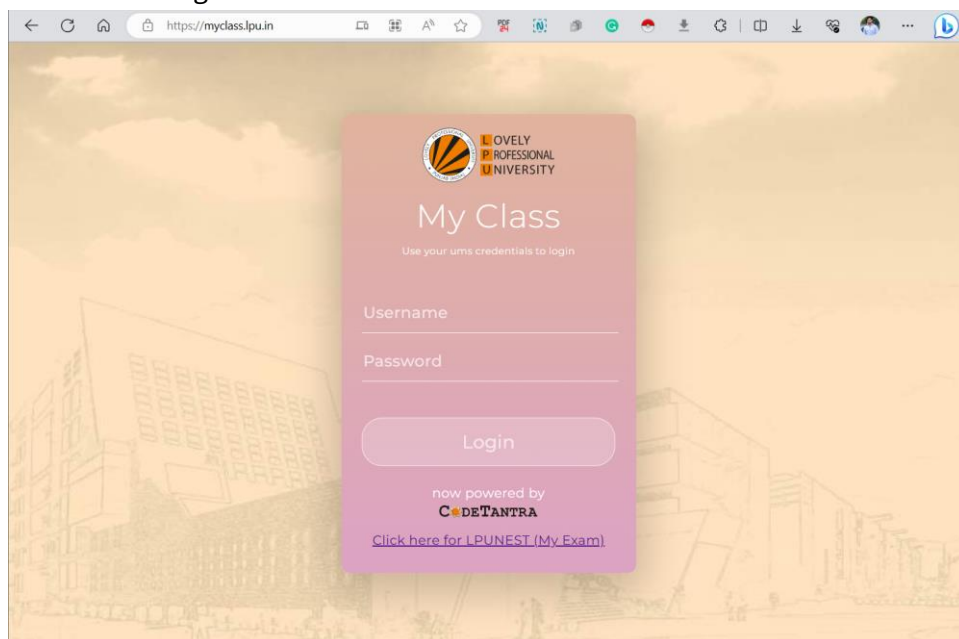 https://myclass.lpu.in
LOVELY
PROFESSIONAL
UNIVERSITY
My Class
Use your ums credentials to login
Username
Password
Login
now powered by
CODETANTRA
Click here for LPUNEST (My Exam)